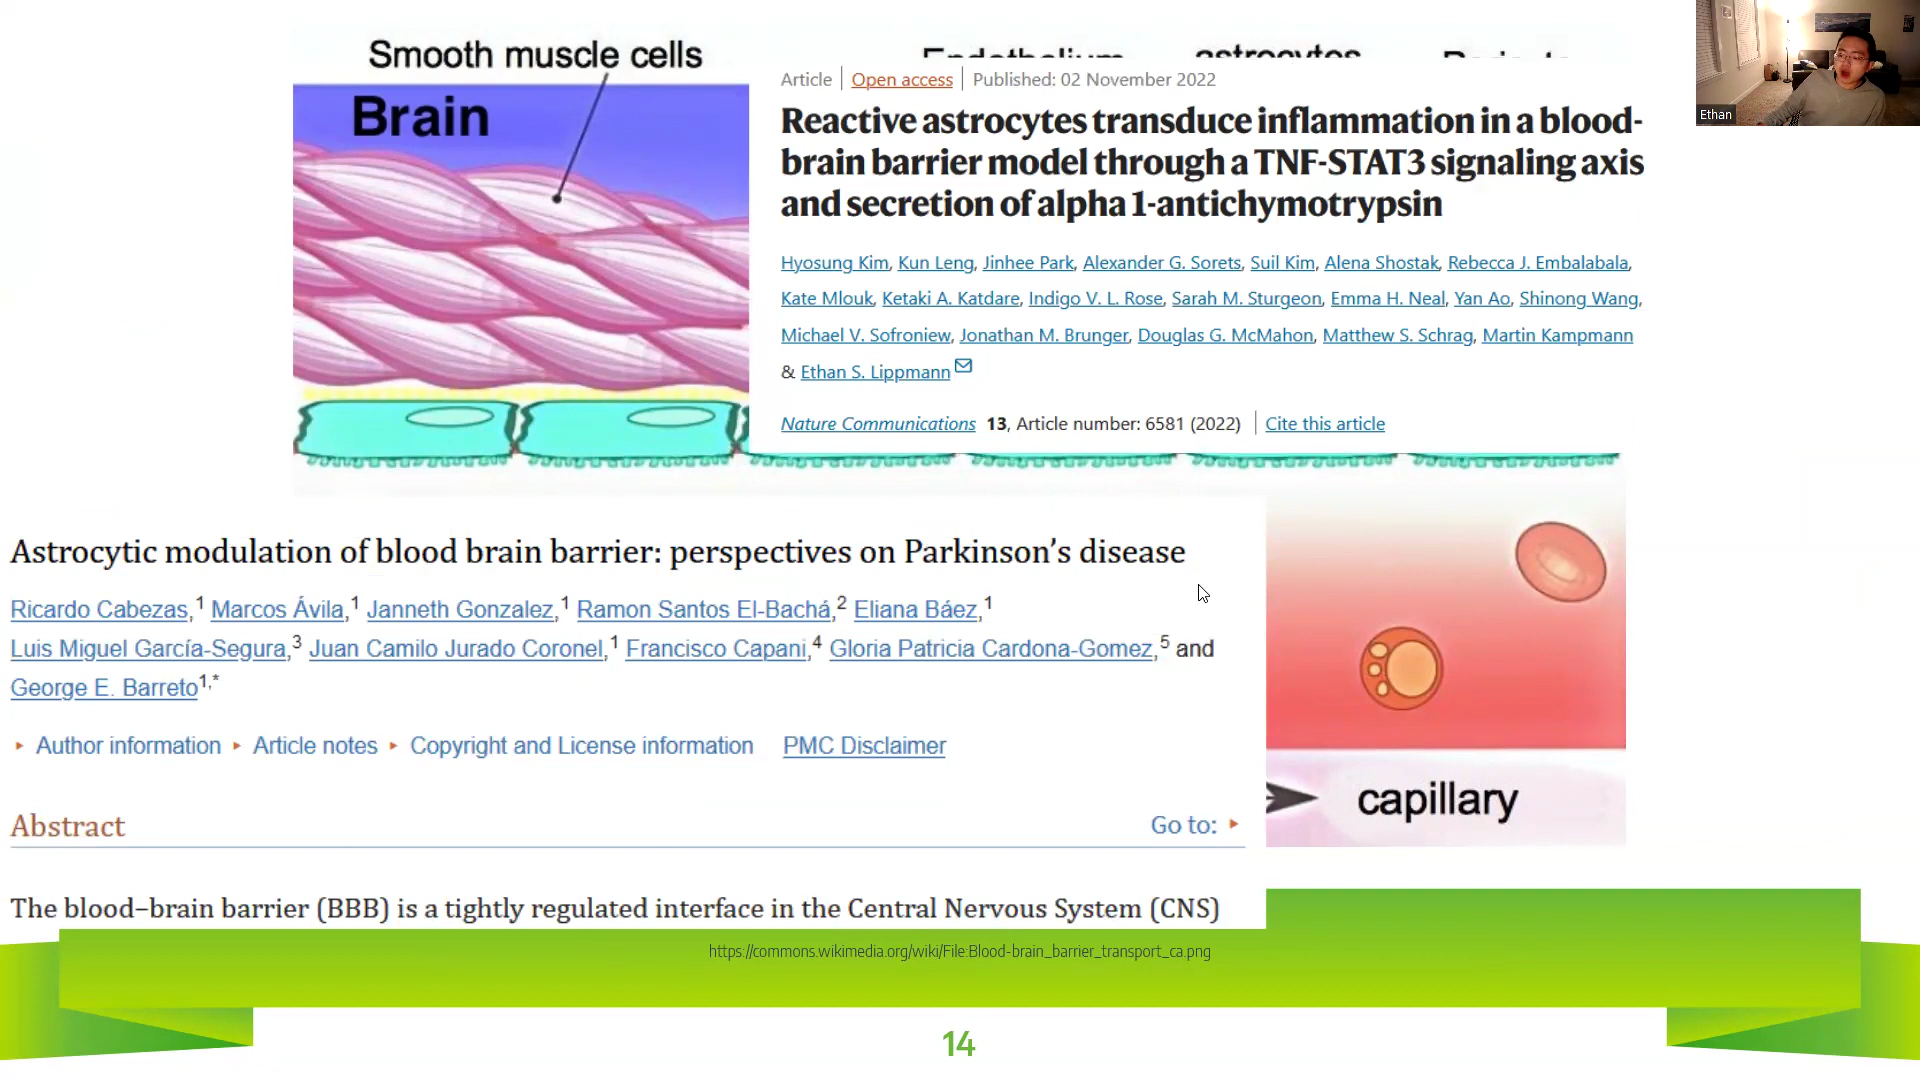 Smooth muscle cells
Endothelium astrocytes
Brain
Article Open access Published: 02 November 2022
Reactive astrocytes transduce inflammation in a blood-
brain barrier model through a TNF-STAT3 signaling axis
and secretion of alpha 1-antichymotrypsin
Hyosung Kim, Kun Leng, Jinhee Park, Alexander G. Sorets, Suil Kim, Alena Shostak, Rebecca J. Embalabala,
Kate Mlouk, Ketaki A. Katdare, Indigo V. L. Rose, Sarah M. Sturgeon, Emma H. Neal, Yan Ao, Shinong Wang,
Michael V. Sofroniew, Jonathan M. Brunger, Douglas G. McMahon, Matthew S. Schrag, Martin Kampmann
& Ethan S. Lippmann
Nature Communications 13, Article number: 6581 (2022) Cite this article
Astrocytic modulation of blood brain barrier: perspectives on Parkinson’s disease
Ricardo Cabezas,1 Marcos Ávila,1 Janneth Gonzalez,1 Ramon Santos El-Bachá,2 Eliana Báez,1
Luis Miguel García-Segura,3 Juan Camilo Jurado Coronel,1 Francisco Capani,4 Gloria Patricia Cardona-Gomez,5 and
George E. Barreto1,*
Author information Article notes Copyright and License information PMC Disclaimer
Abstract Go to:
The blood–brain barrier (BBB) is a tightly regulated interface in the Central Nervous System (CNS)
capillary
https://commons.wikimedia.org/wiki/File:Blood-brain_barrier_transport_ca.png
14
Ethan